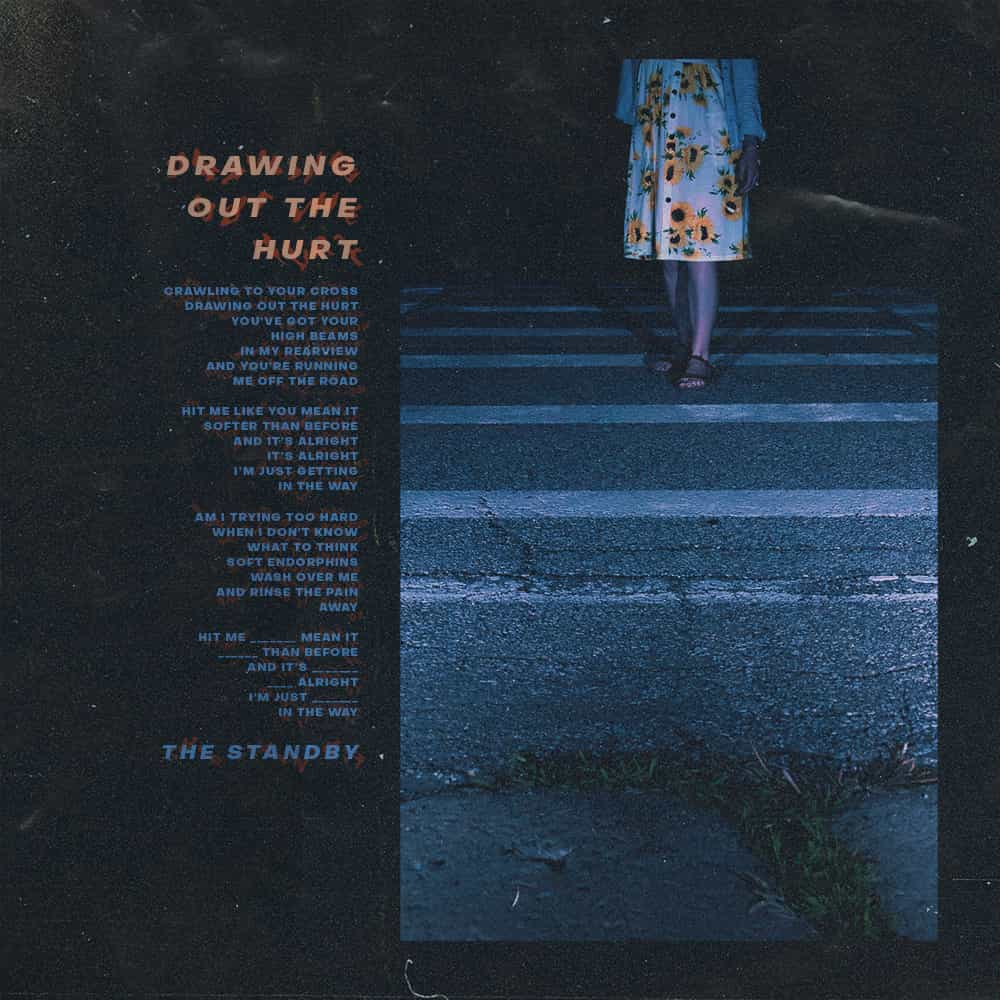 DRAWING
OUT THE
HURT
CRAWLING TO YOUR CROSS
DRAWING OUT THE HURT
YOU'VE GOT YOUR
HIGH BEAMS
IN MY REARVIEW
AND YOU'RE RUNNING
ME OFF THE ROAD
HIT ME LIKE YOU MEAN IT
SOFTER THAN BEFORE
AND IT'S ALRIGHT
IT'S ALRIGHT
I'M JUST GETTING
IN THE WAY
AM I TRYING TOO HARD
WHEN I DON'T KNOW
WHAT TO THINK
SOFT ENDORPHINS
WASH OVER ME
AND RINSE THE PAIN
AWAY
HIT ME _______ MEAN IT
______ THAN BEFORE
AND IT'S _______
____ ALRIGHT
I'M JUST _______
IN THE WAY
THE STANDBY